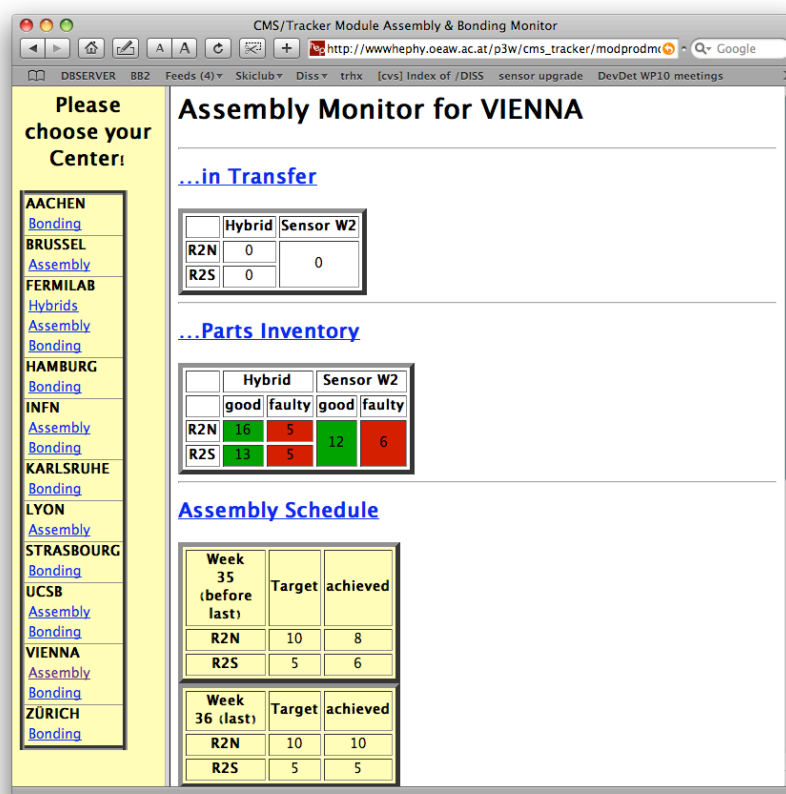 CMS/Tracker Module Assembly & Bonding Monitor
A A + http://wwwhephy.oeaw.ac.at/p3w/cms_tracker/modprodm Google
DBSERVER BB2 Feeds (4) Skiclub Diss trhx [cvs] Index of /DISS sensor upgrade DevDet WP10 meetings
Please
choose your
Center!
AACHEN
Bonding
BRUSSEL
Assembly
FERMILAB
Hybrids
Assembly
Bonding
HAMBURG
Bonding
INFN
Assembly
Bonding
KARLSRUHE
Bonding
LYON
Assembly
STRASBOURG
Bonding
UCSB
Assembly
Bonding
VIENNA
Assembly
Bonding
ZÜRICH
Bonding
Assembly Monitor for VIENNA
...in Transfer
Hybrid Sensor W2
R2N 0 0
R2S 0
...Parts Inventory
Hybrid Sensor W2
good faulty good faulty
R2N 16 5 12 6
R2S 13 5
Assembly Schedule
Week
35
(before
last) Target achieved
R2N 10 8
R2S 5 6
Week
36 (last) Target achieved
R2N 10 10
R2S 5 5